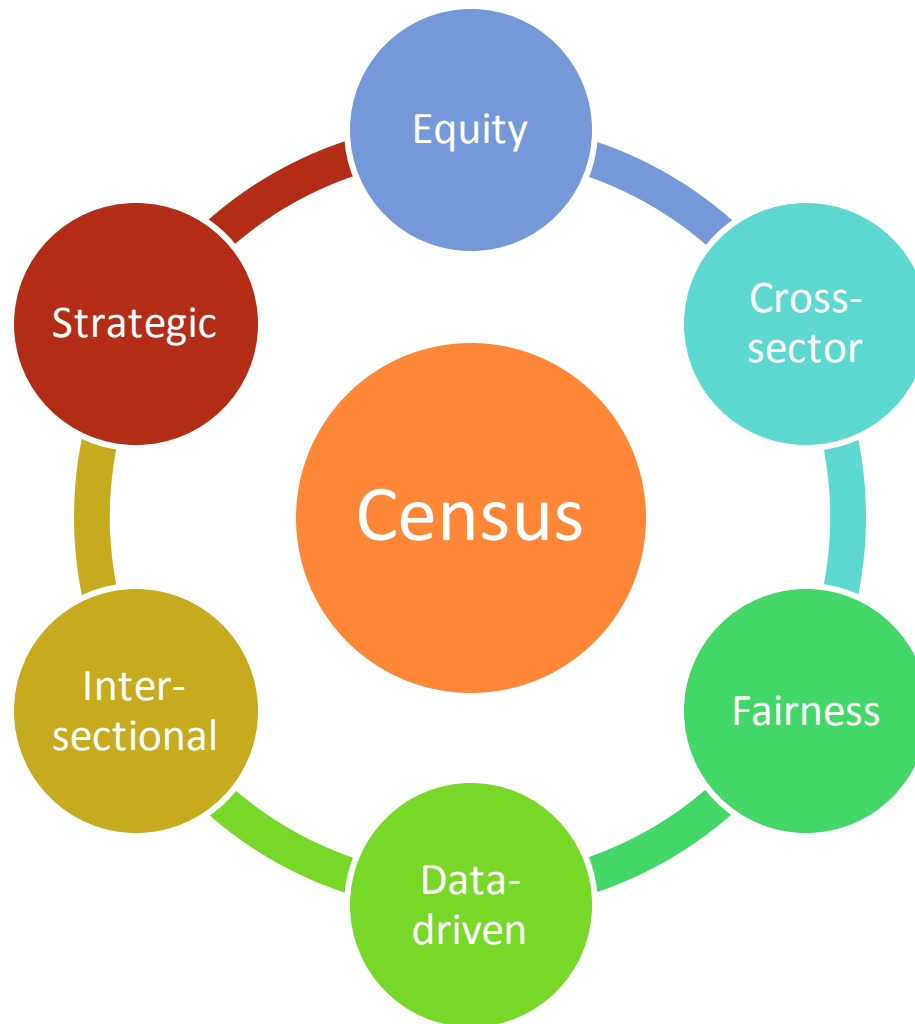 Equity
Cross-
sector
Fairness
Data-
driven
Inter-
sectional
Strategic
Census